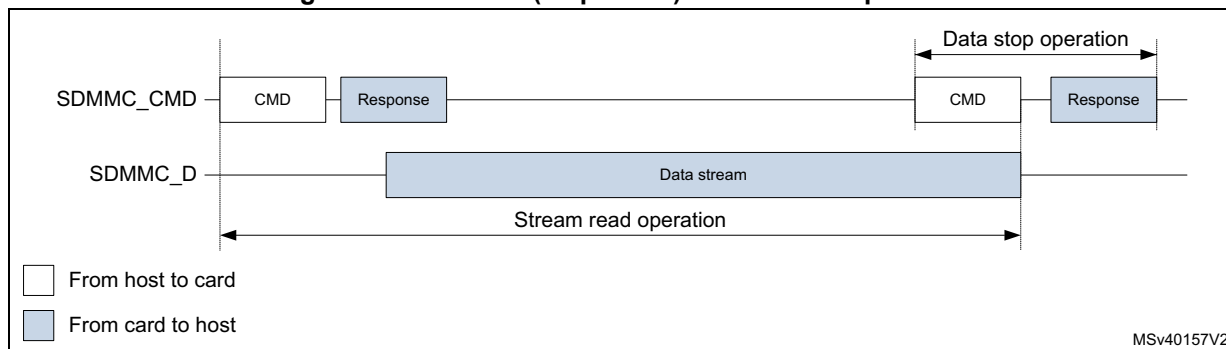 Data stop operation
SDMMC_CMD CMD Response CMD Response
SDMMC_D Data stream
Stream read operation
From host to card
From card to host
MSv40157V2